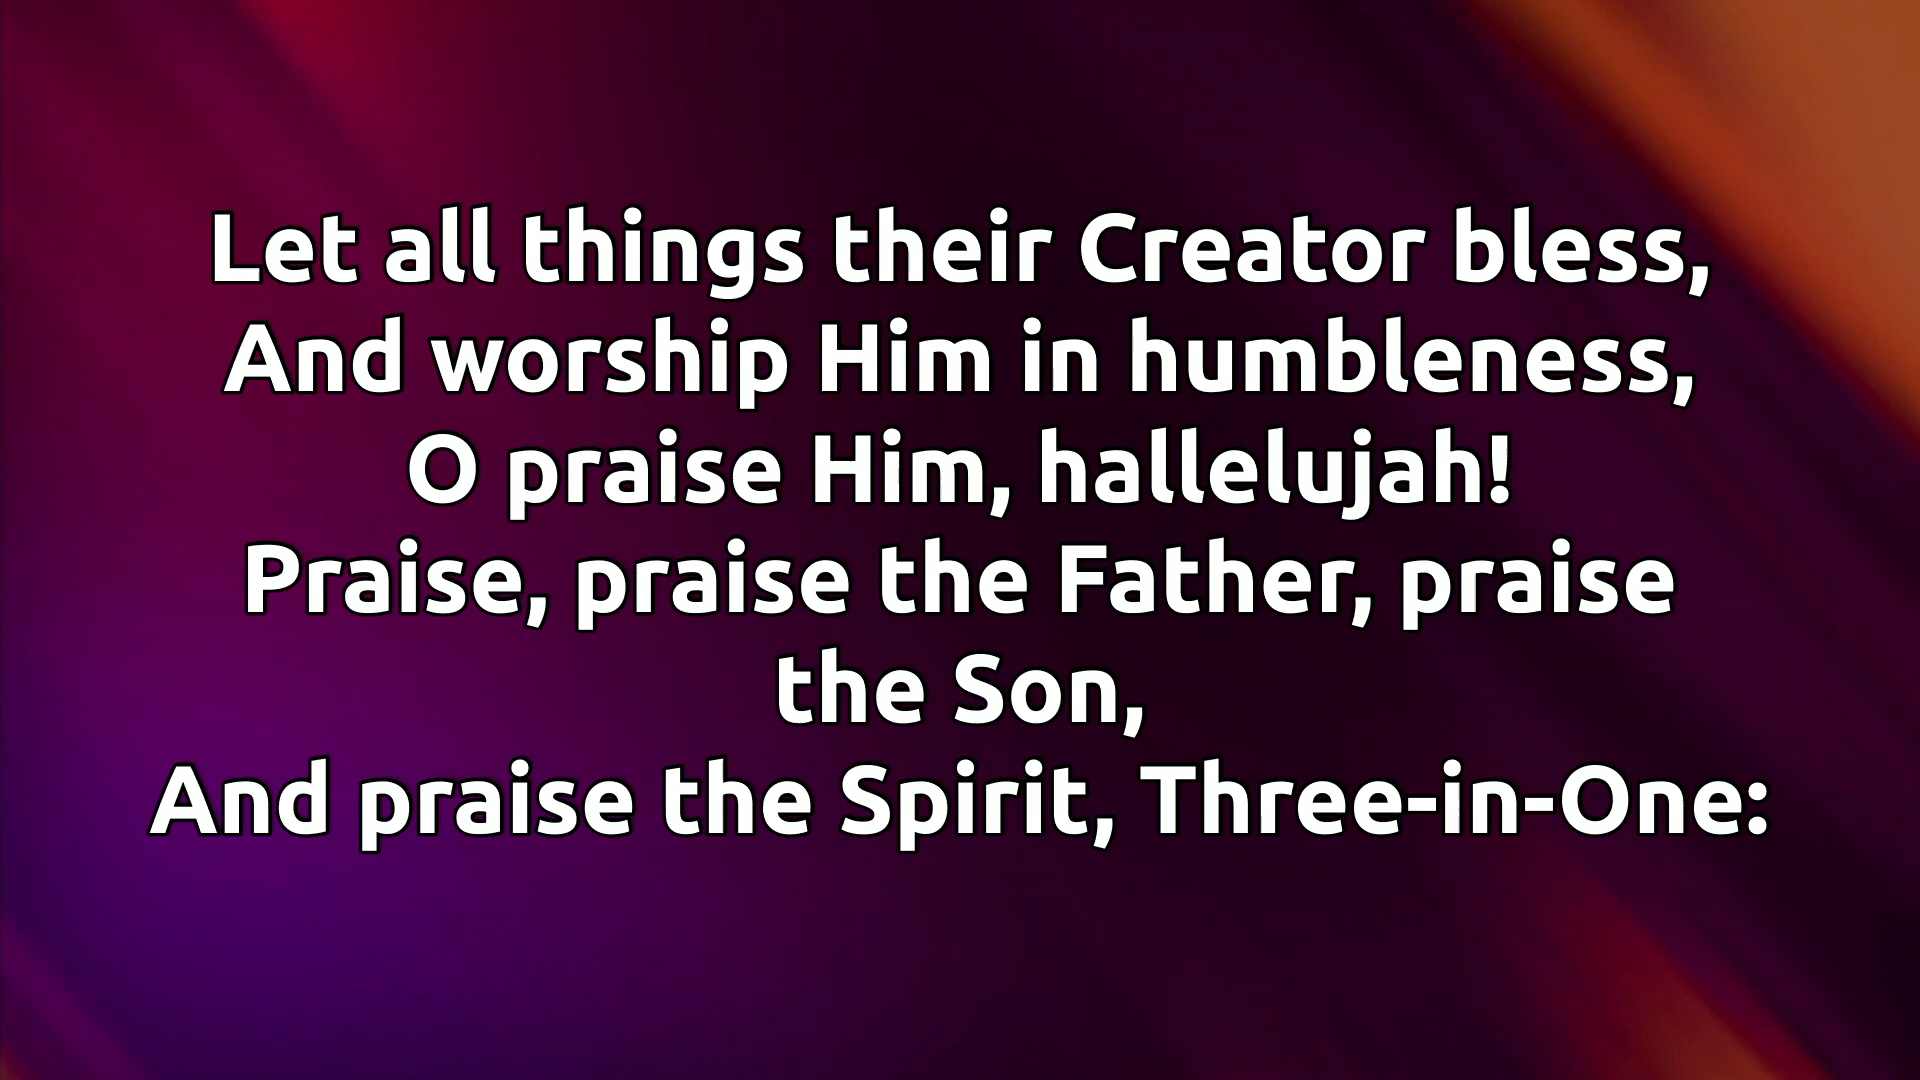 Let all things their Creator bless,
And worship Him in humbleness,
O praise Him, hallelujah!
Praise, praise the Father, praise
the Son,
And praise the Spirit, Three-in-One: